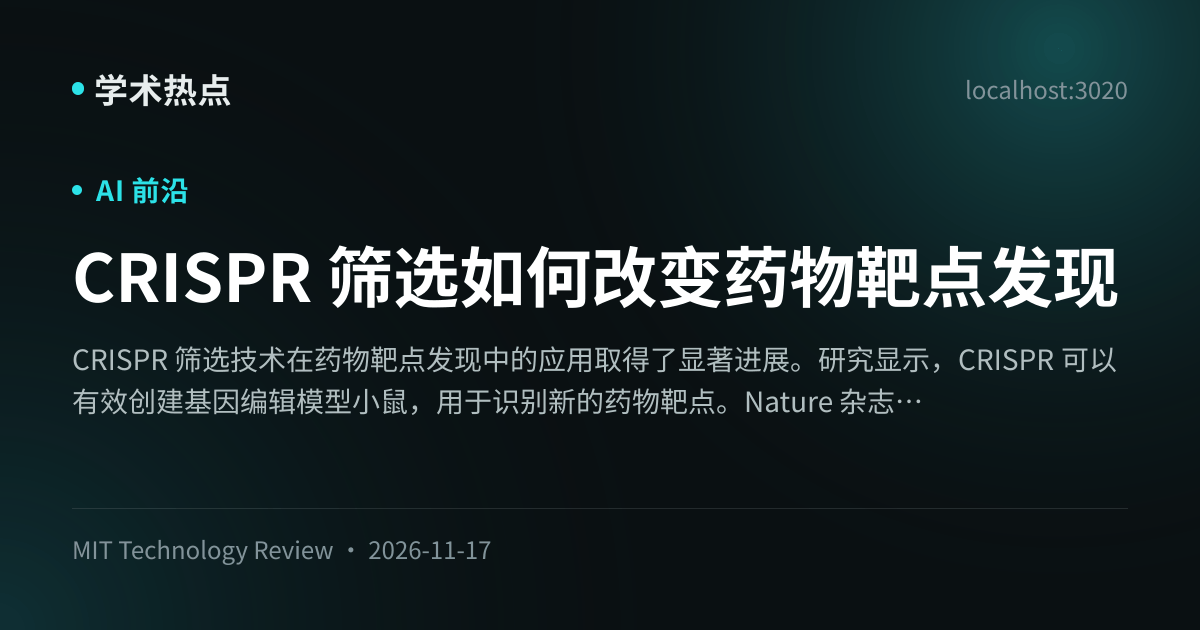 学术热点
localhost:3020
AI 前沿
CRISPR 筛选如何改变药物靶点发现
CRISPR 筛选技术在药物靶点发现中的应用取得了显著进展。研究显示，CRISPR 可以
有效创建基因编辑模型小鼠，用于识别新的药物靶点。Nature 杂志…
MIT Technology Review · 2026-11-17